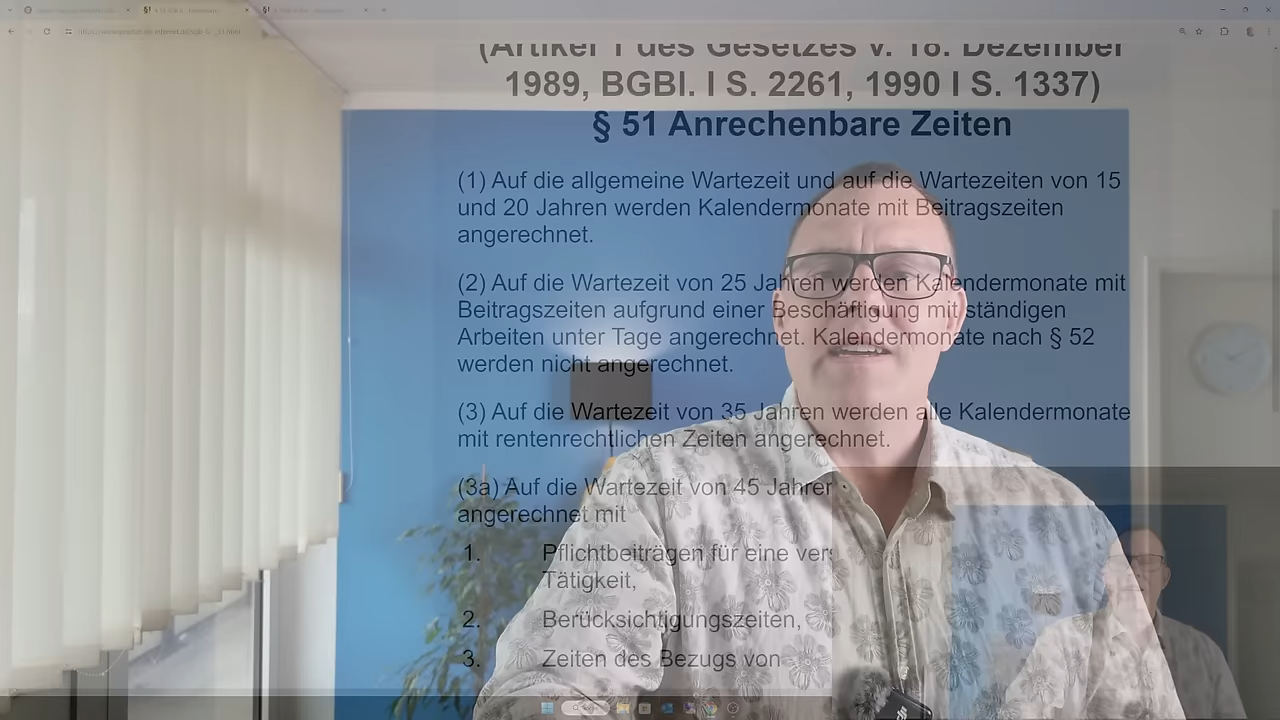 (Artikel 1 des Gesetzes v. 18. Dezember
1989, BGBl. I S. 2261, 1990 I S. 1337)
§ 51 Anrechenbare Zeiten
(1) Auf die allgemeine Wartezeit und auf die Wartezeiten von 15
und 20 Jahren werden Kalendermonate mit Beitragszeiten
angerechnet.
(2) Auf die Wartezeit von 25 Jahren werden Kalendermonate mit
Beitragszeiten aufgrund einer Beschäftigung mit ständigen
Arbeiten unter Tage angerechnet. Kalendermonate nach § 52
werden nicht angerechnet.
(3) Auf die Wartezeit von 35 Jahren werden alle Kalendermonate
mit rentenrechtlichen Zeiten angerechnet.
(3a) Auf die Wartezeit von 45 Jahren
angerechnet mit
1. Pflichtbeiträgen für eine vers
Tätigkeit,
2. Berücksichtigungszeiten,
3. Zeiten des Bezugs von